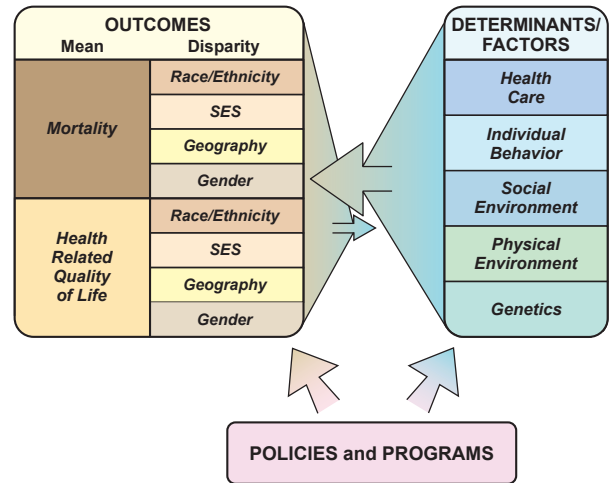 OUTCOMES
Mean
Disparity
Mortality
Race/Ethnicity
SES
Geography
Gender
Health
Related
Quality
of Life
Race/Ethnicity
SES
Geography
Gender
DETERMINANTS/
FACTORS
Health
Care
Individual
Behavior
Social
Environment
Physical
Environment
Genetics
POLICIES and PROGRAMS